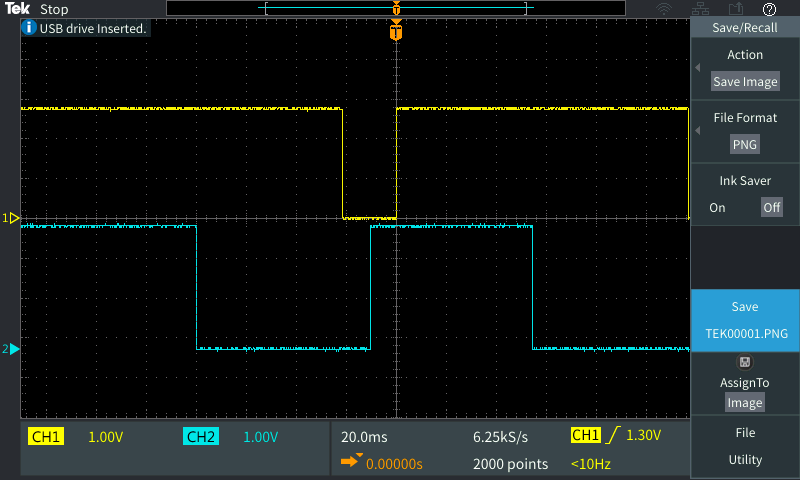 Tek Stop
T
i USB drive Inserted.
T
Save/Recall
Action
Save Image
File Format
PNG
Ink Saver
On Off
1
2
Save
TEK00001.PNG
AssignTo
Image
File
Utility
CH1 1.00V CH2 1.00V 20.0ms 6.25kS/s CH1 1.30V
0.00000s 2000 points <10Hz